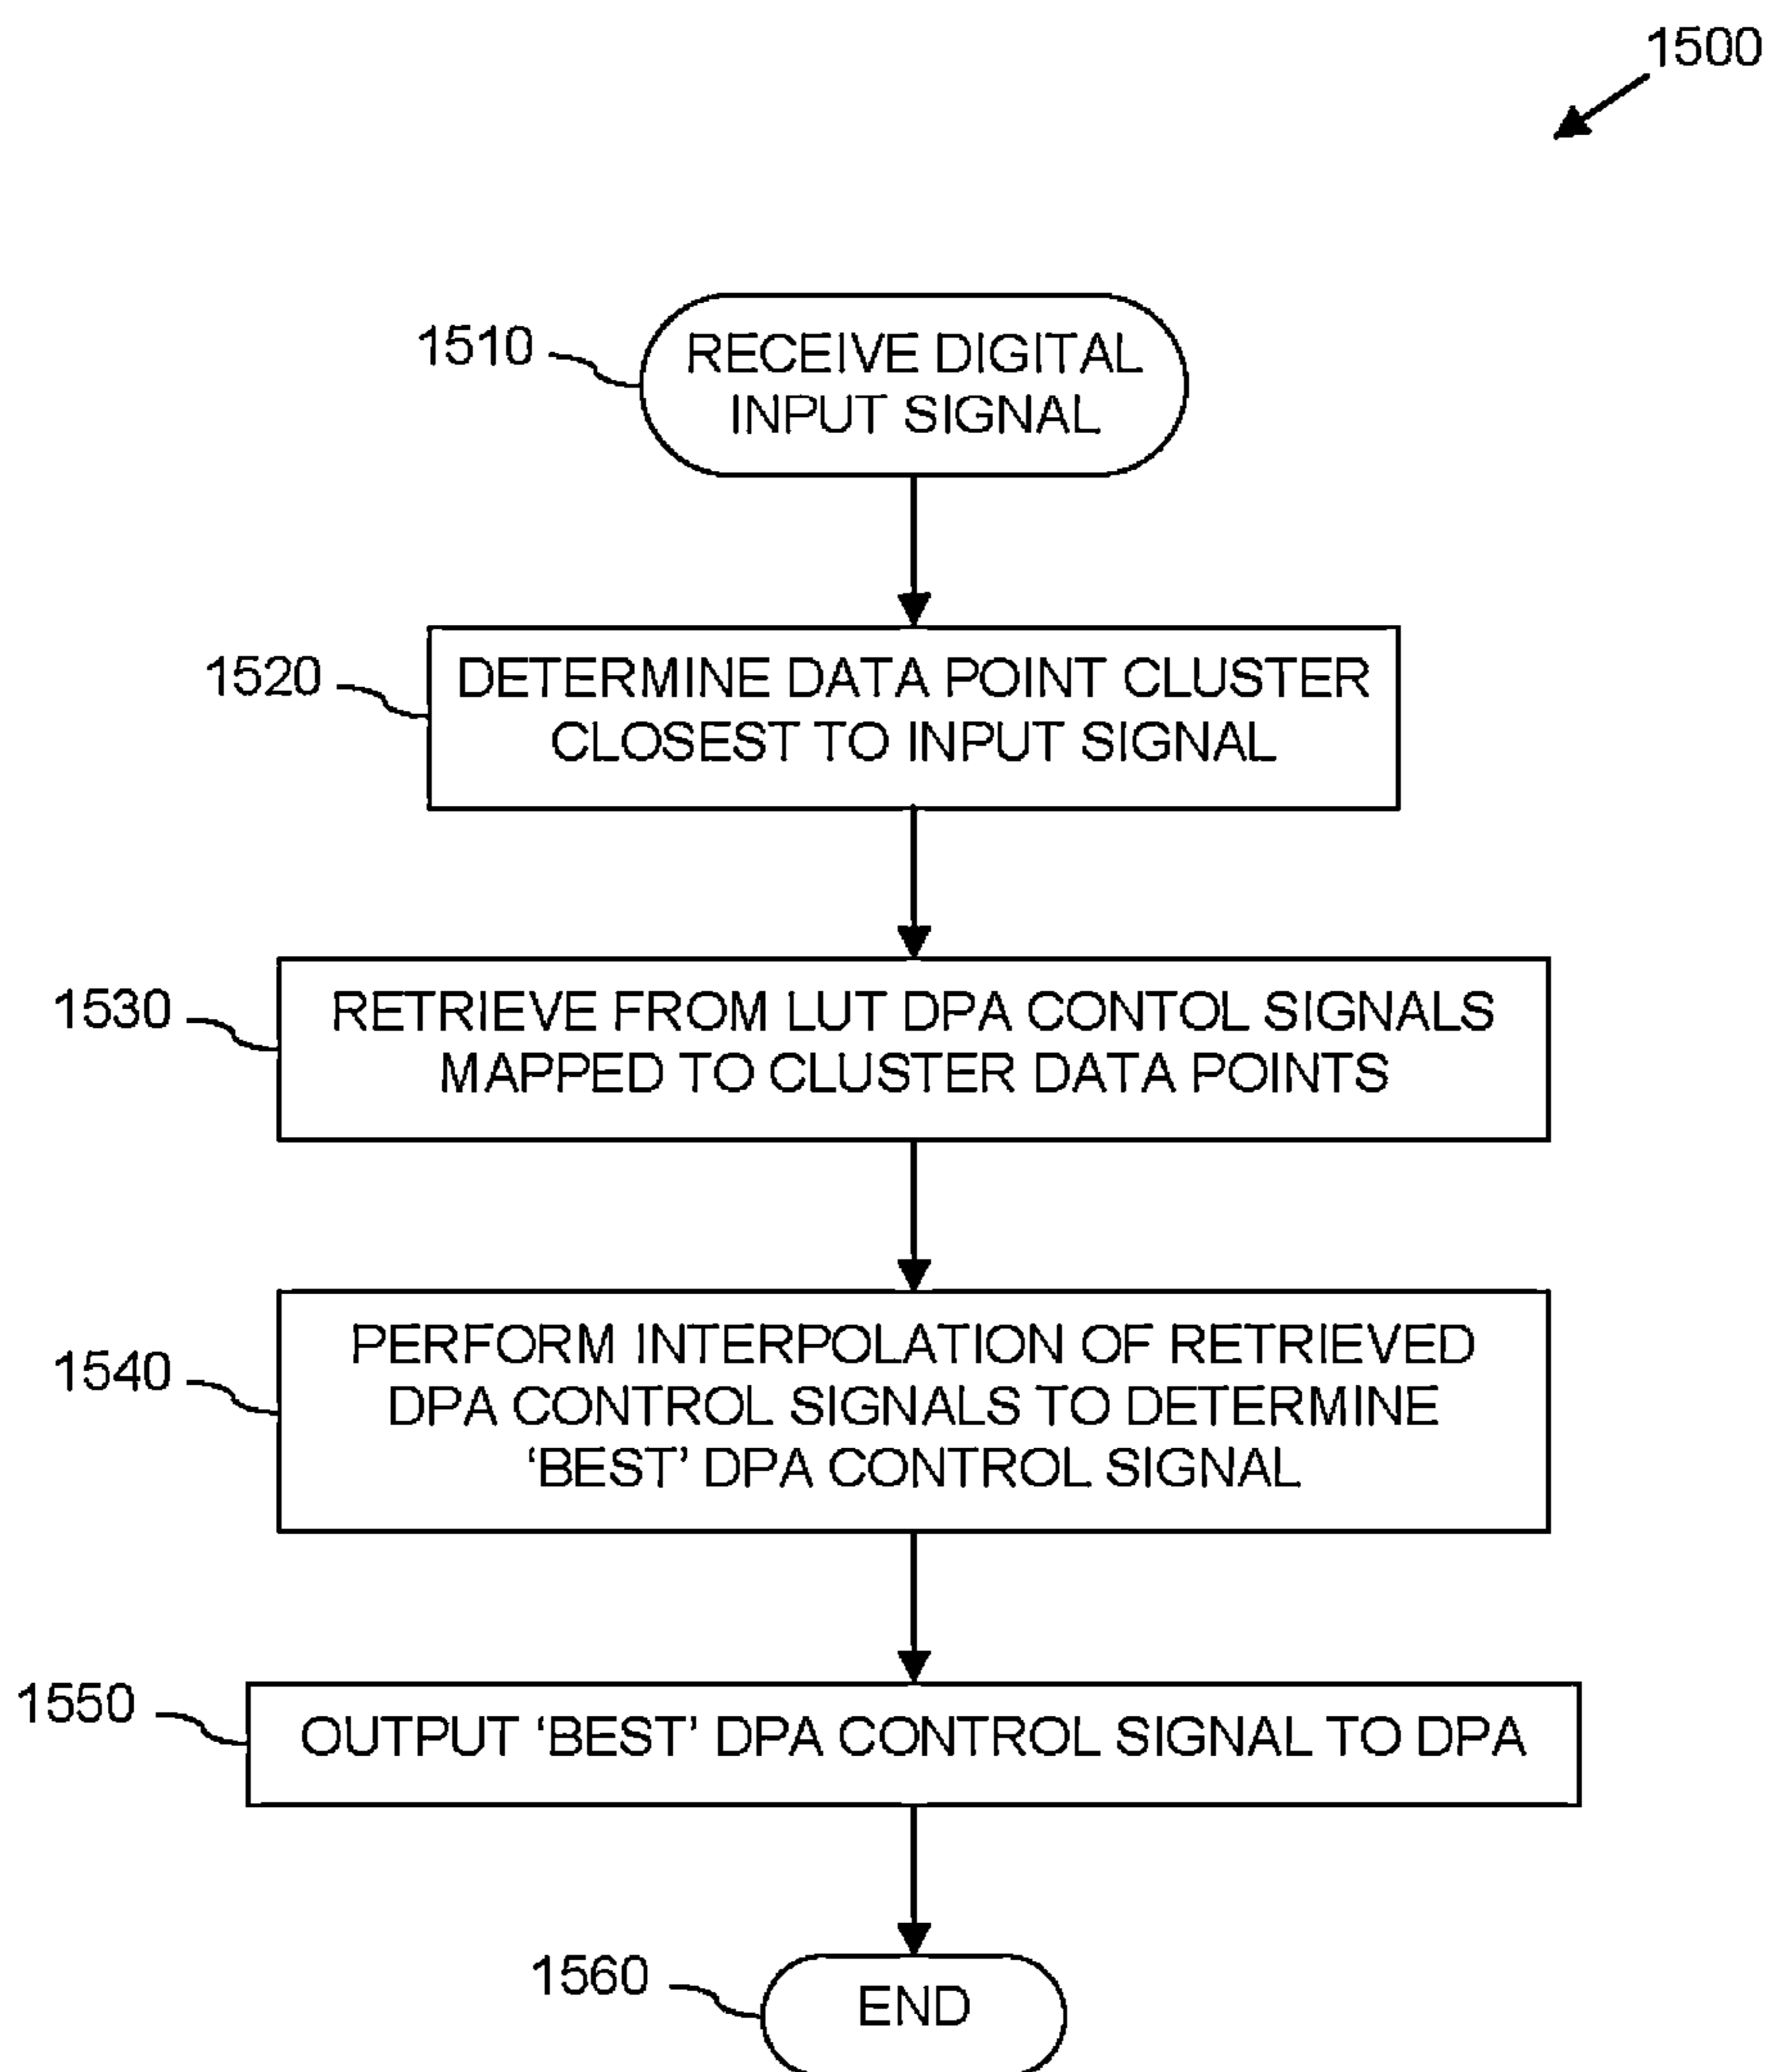 1500
1510
RECEIVE DIGITAL
INPUT SIGNAL
1520
DETERMINE DATA POINT CLUSTER
CLOSEST TO INPUT SIGNAL
1530
RETRIEVE FROM LUT DPA CONTOL SIGNALS
MAPPED TO CLUSTER DATA POINTS
1540
PERFORM INTERPOLATION OF RETRIEVED
DPA CONTROL SIGNALS TO DETERMINE
‘BEST’ DPA CONTROL SIGNAL
1550
OUTPUT ‘BEST’ DPA CONTROL SIGNAL TO DPA
1560
END